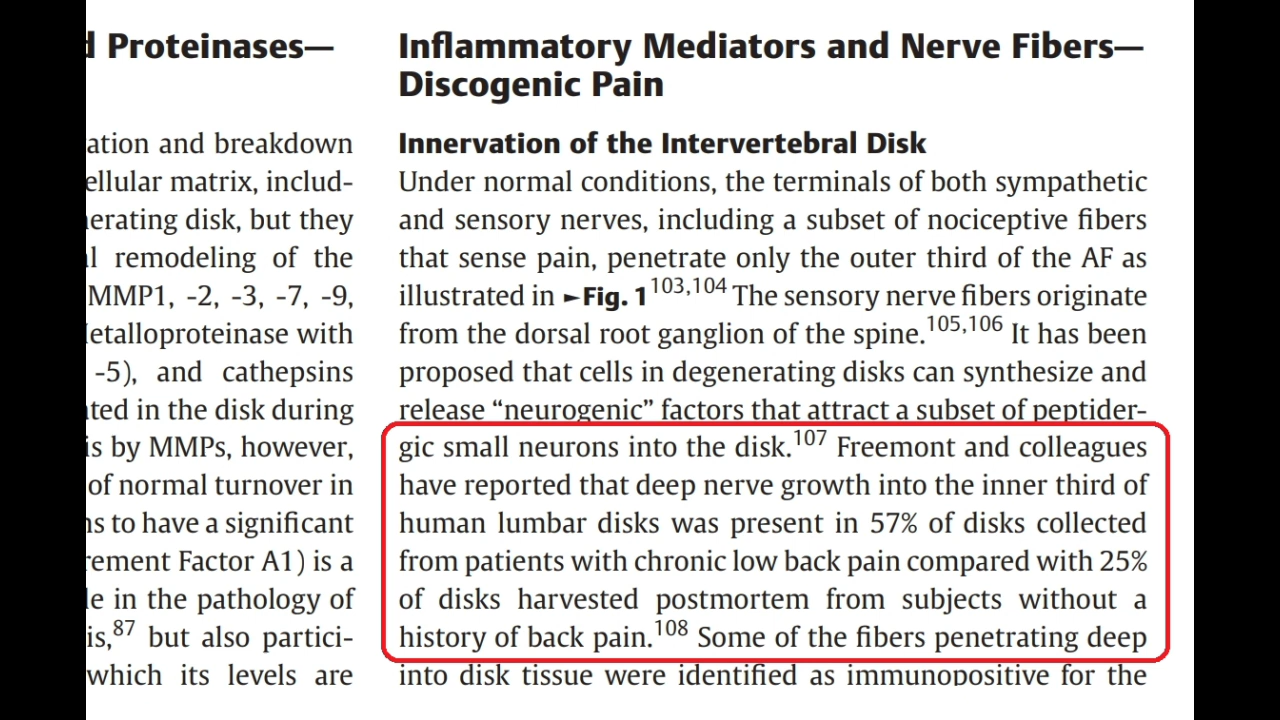 d Proteinases—
ation and breakdown
ellular matrix, includ-
nerating disk, but they
l remodeling of the
MMP1, -2, -3, -7, -9,
etalloproteinase with
-5), and cathepsins
ted in the disk during
is by MMPs, however,
of normal turnover in
ns to have a significant
rement Factor A1) is a
le in the pathology of
is,87 but also partici-
which its levels are
Inflammatory Mediators and Nerve Fibers—
Discogenic Pain
Innervation of the Intervertebral Disk
Under normal conditions, the terminals of both sympathetic
and sensory nerves, including a subset of nociceptive fibers
that sense pain, penetrate only the outer third of the AF as
illustrated in ►Fig. 1103,104 The sensory nerve fibers originate
from the dorsal root ganglion of the spine.105,106 It has been
proposed that cells in degenerating disks can synthesize and
release “neurogenic” factors that attract a subset of peptider-
gic small neurons into the disk.107 Freemont and colleagues
have reported that deep nerve growth into the inner third of
human lumbar disks was present in 57% of disks collected
from patients with chronic low back pain compared with 25%
of disks harvested postmortem from subjects without a
history of back pain.108 Some of the fibers penetrating deep
into disk tissue were identified as immunopositive for the